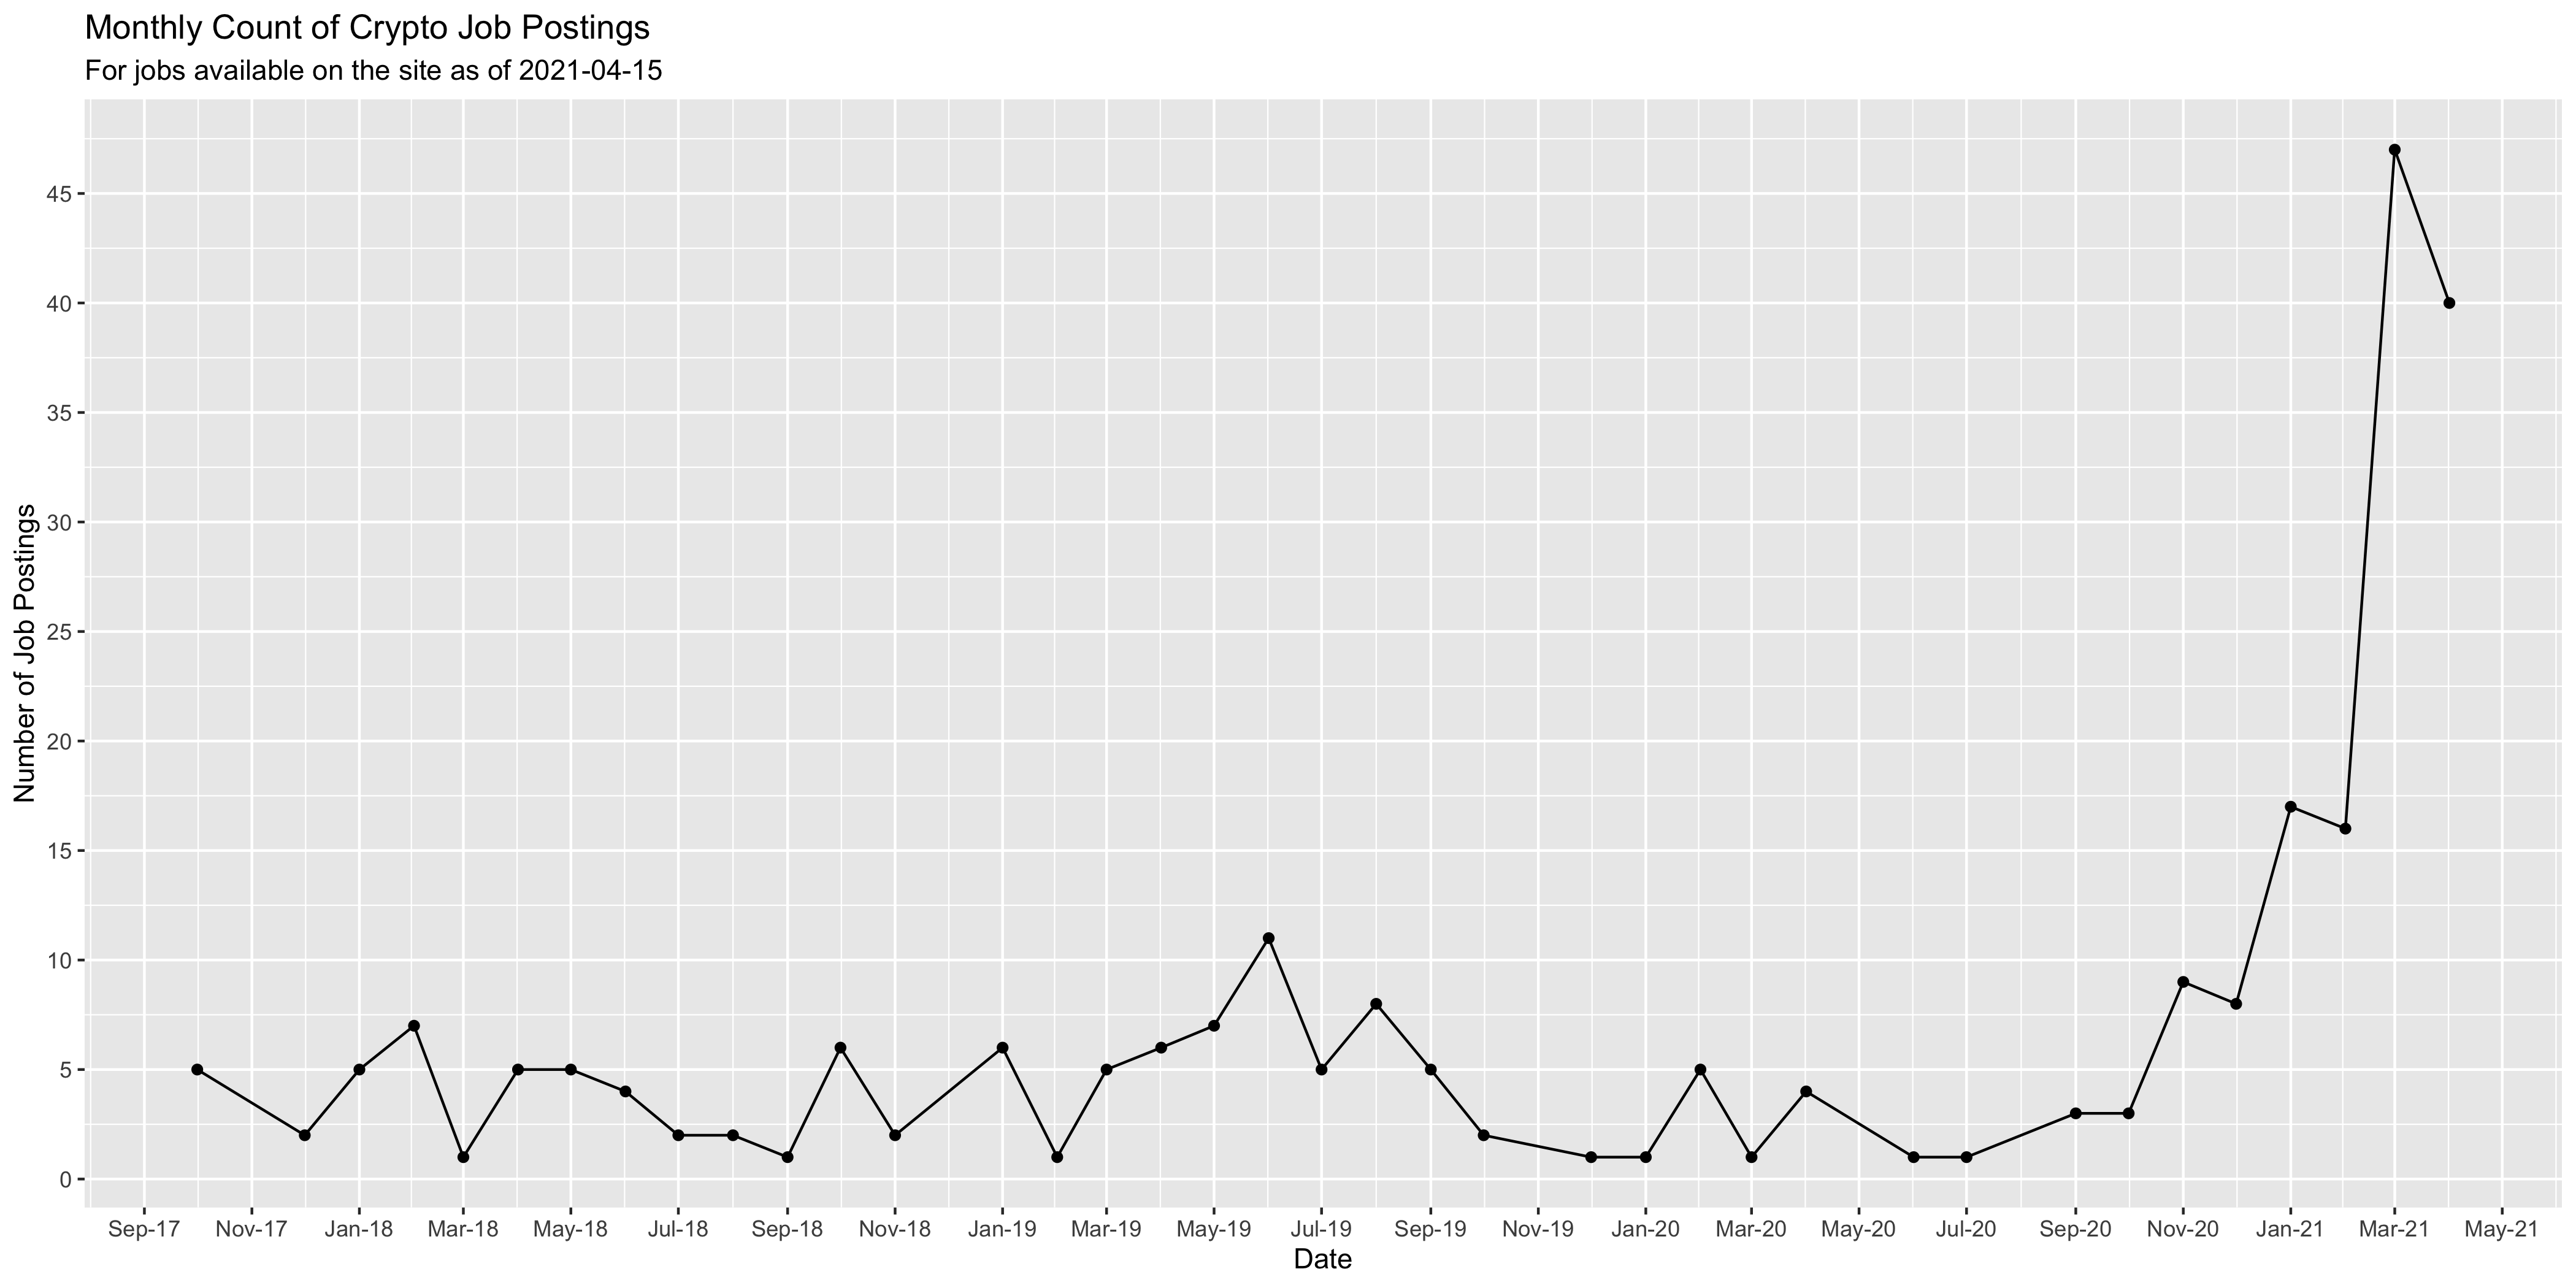 Monthly Count of Crypto Job Postings
For jobs available on the site as of 2021-04-15
Number of Job Postings
45
40
35
30
25
20
15
10
5
0
Sep-17 Nov-17 Jan-18 Mar-18 May-18 Jul-18 Sep-18 Nov-18 Jan-19 Mar-19 May-19 Jul-19 Sep-19 Nov-19 Jan-20 Mar-20 May-20 Jul-20 Sep-20 Nov-20 Jan-21 Mar-21 May-21
Date